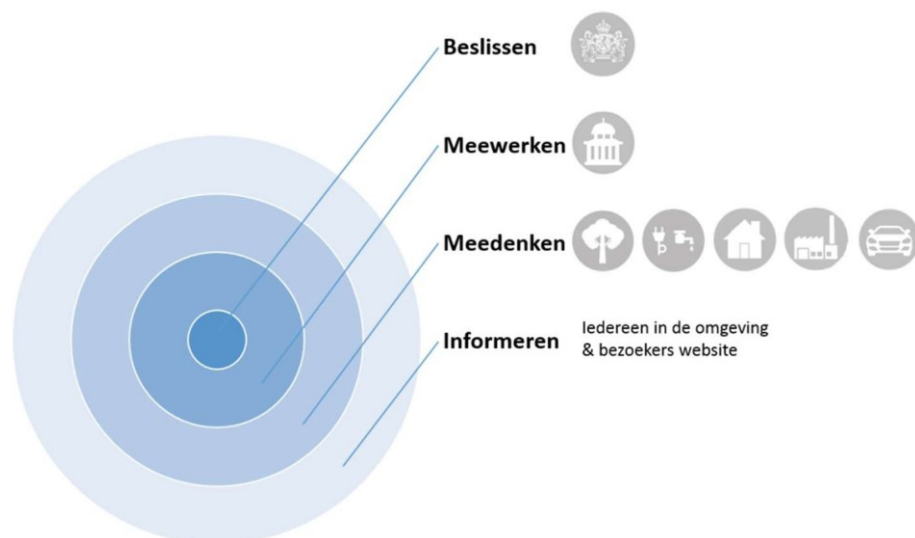 Beslissen
Meewerken
Meedenken
Informeren
Iedereen in de omgeving
& bezoekers website